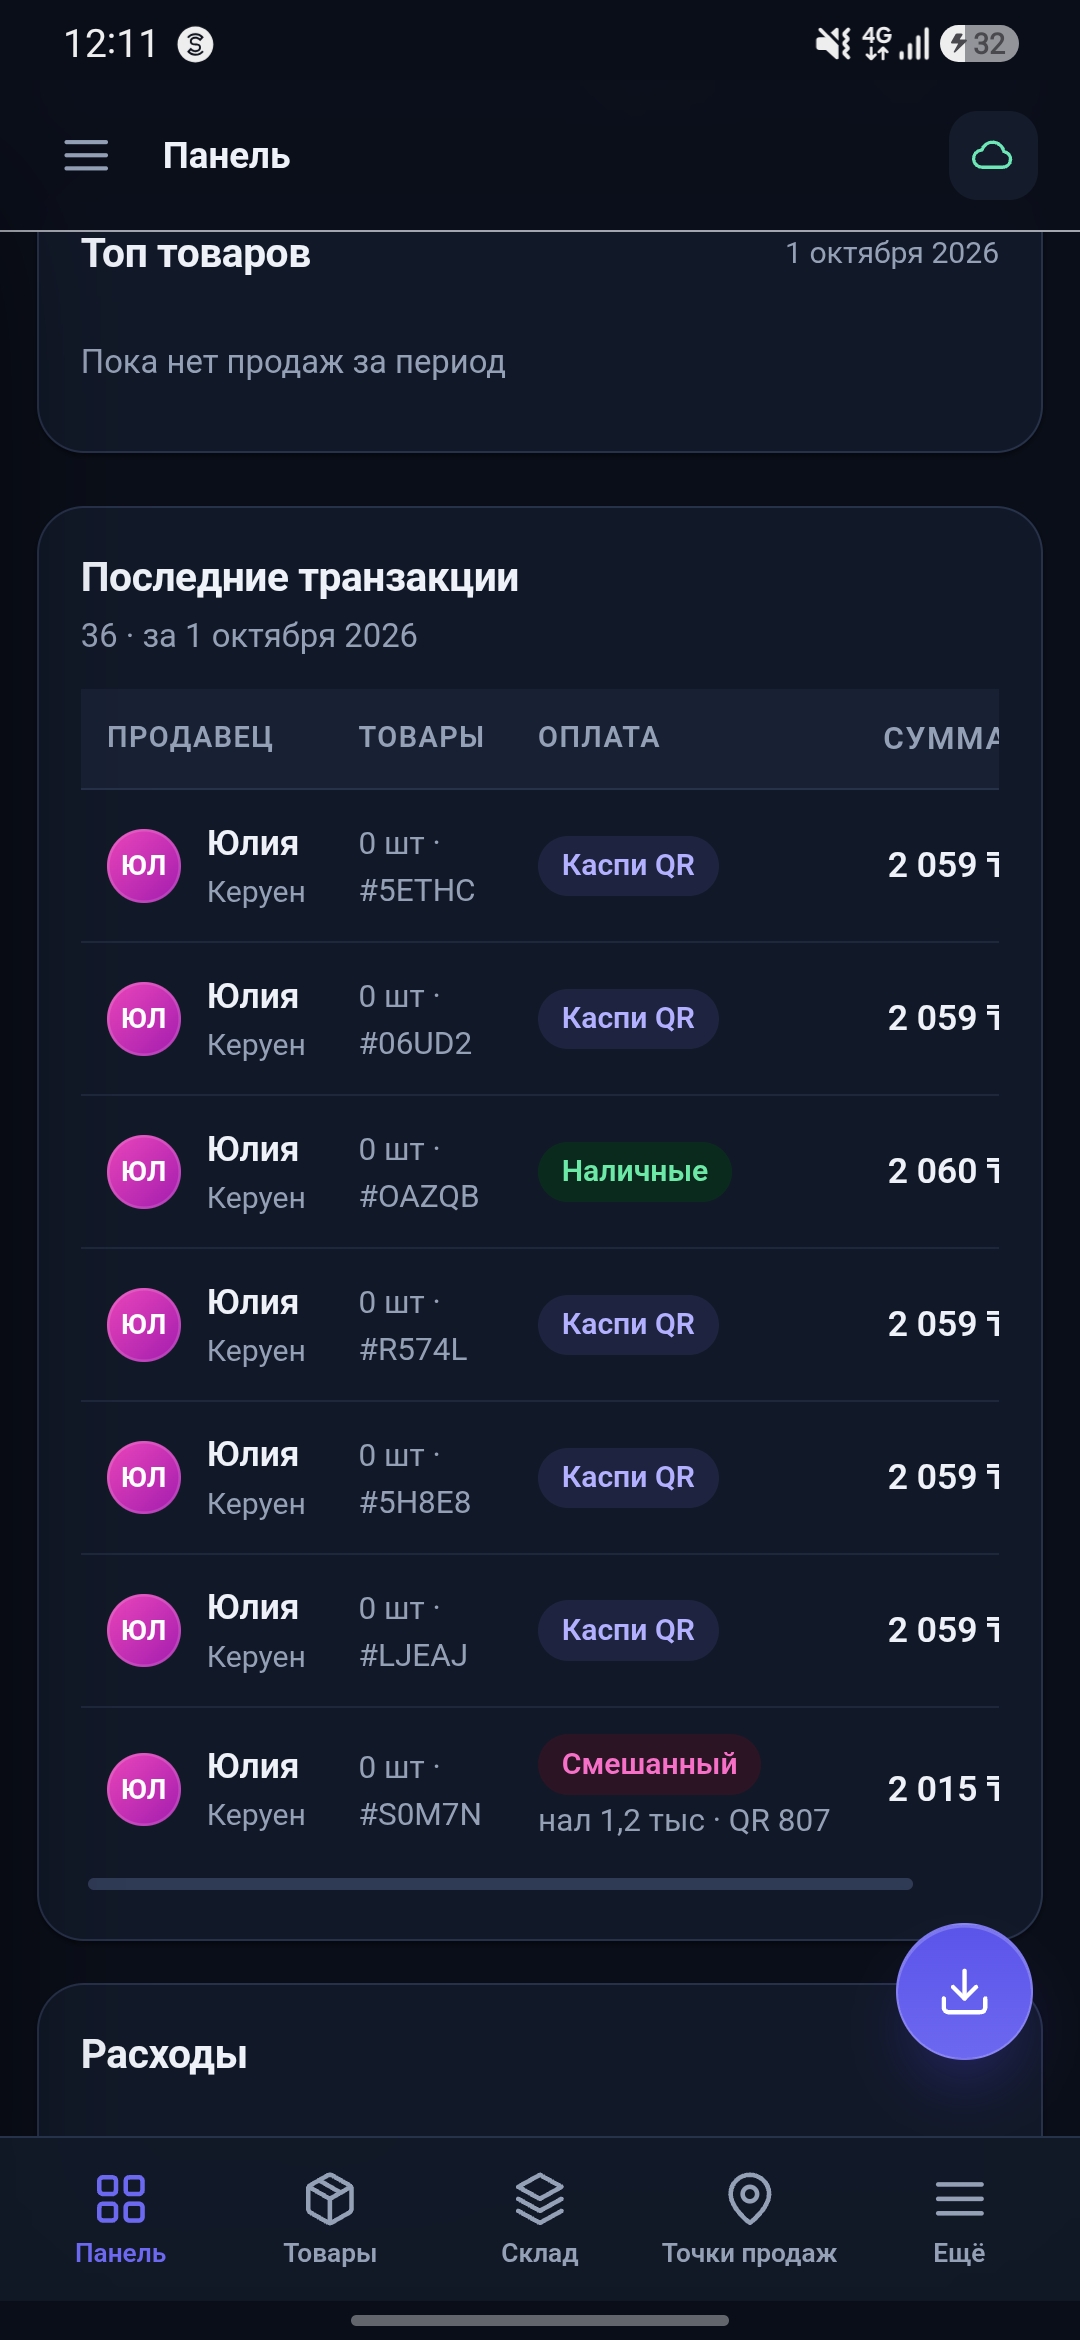 12:11
4G
32
Панель
Топ товаров
1 октября 2026
Пока нет продаж за период
Последние транзакции
36 · за 1 октября 2026
ПРОДАВЕЦ ТОВАРЫ ОПЛАТА СУММА
ЮЛ
Юлия
Керуен
0 шт ·
#5ETHC
Каспи QR
2 059 ₸
ЮЛ
Юлия
Керуен
0 шт ·
#06UD2
Каспи QR
2 059 ₸
ЮЛ
Юлия
Керуен
0 шт ·
#OAZQB
Наличные
2 060 ₸
ЮЛ
Юлия
Керуен
0 шт ·
#R574L
Каспи QR
2 059 ₸
ЮЛ
Юлия
Керуен
0 шт ·
#5H8E8
Каспи QR
2 059 ₸
ЮЛ
Юлия
Керуен
0 шт ·
#LJEAJ
Каспи QR
2 059 ₸
ЮЛ
Юлия
Керуен
0 шт ·
#S0M7N
Смешанный
нал 1,2 тыс · QR 807
2 015 ₸
Расходы
Панель
Товары
Склад
Точки продаж
Ещё